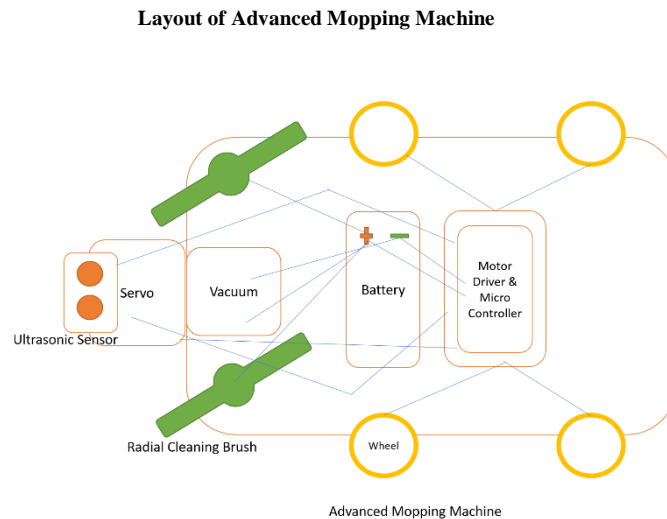 Layout of Advanced Mopping Machine
+ −
Servo
Vacuum
Battery
Motor
Driver &
Micro
Controller
Ultrasonic Sensor
Radial Cleaning Brush
Wheel
Advanced Mopping Machine